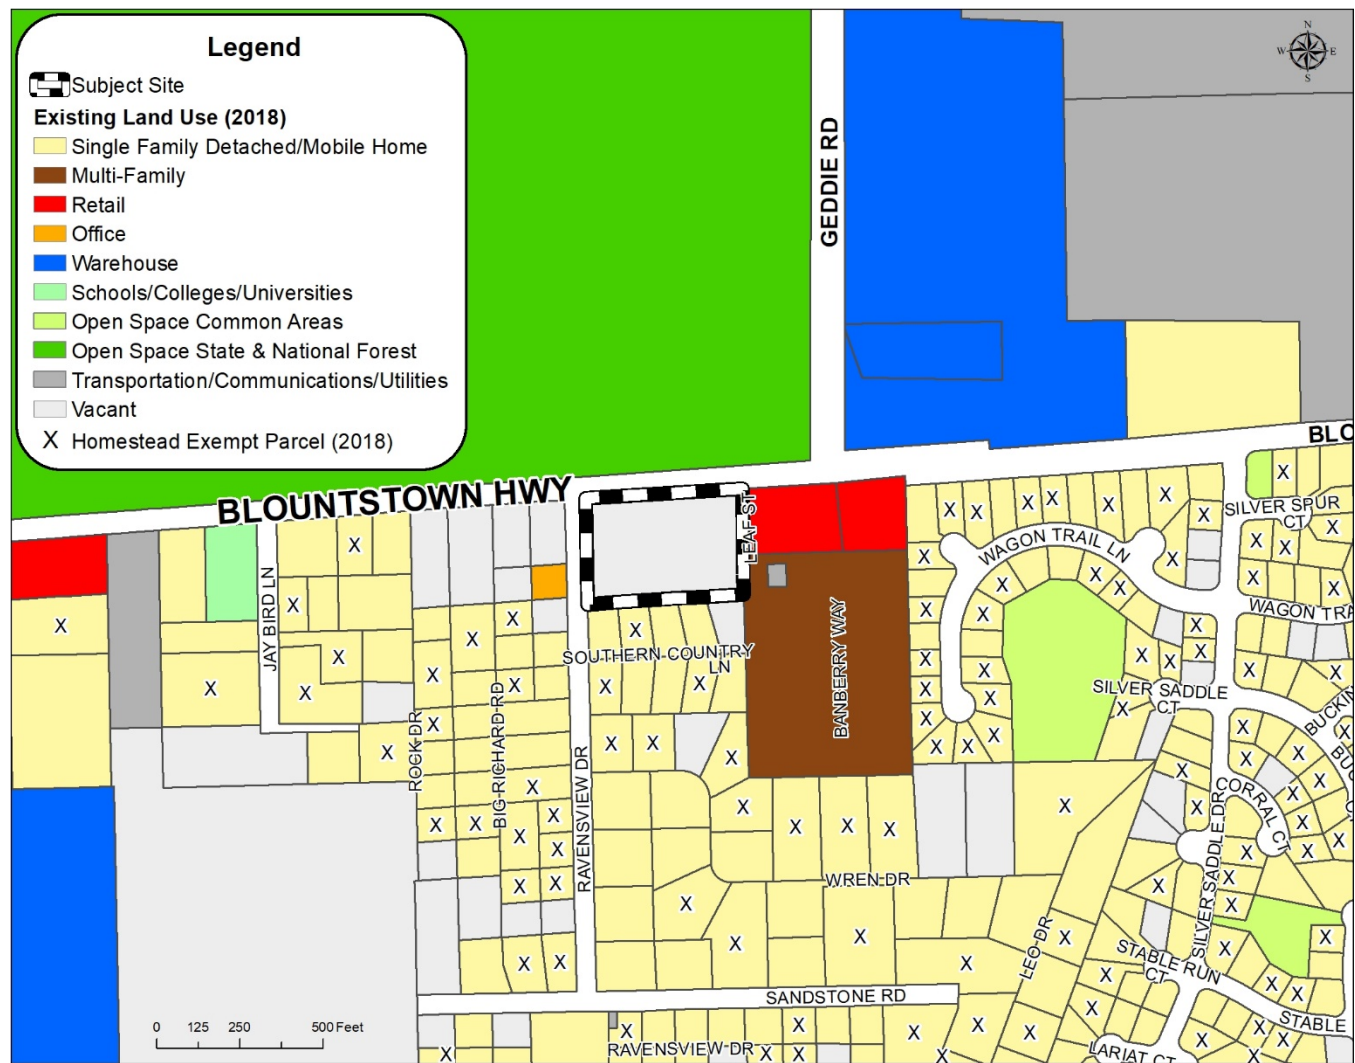 Legend
Subject Site
Existing Land Use (2018)
Single Family Detached/Mobile Home
Multi-Family
Retail
Office
Warehouse
Schools/Colleges/Universities
Open Space Common Areas
Open Space State & National Forest
Transportation/Communications/Utilities
Vacant
X Homestead Exempt Parcel (2018)
N
W E
S
GEDDIE RD
BLO
BLOUNTSTOWN HWY
LEAF ST
SILVER SPUR
CT
WAGON TRAIL LN
WAGON TRA
JAY BIRD LN
SOUTHERN COUNTRY
LN
BANBERRY WAY
SILVER SADDLE
CT
BUCKIN
BUC
ROCK DR
BIG RICHARD RD
RAVENSVIEW DR
CORRAL CT
SILVER SADDLE DR
WREN DR
LEO DR
STABLE RUN
CT
STABLE
SANDSTONE RD
RAVENSVIEW DR
LARIAT CT
0 125 250 500 Feet